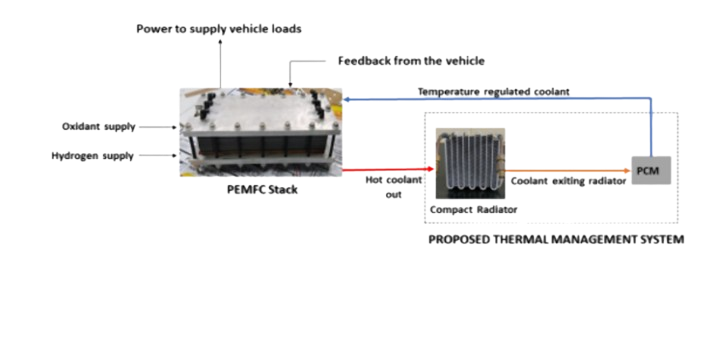 Power to supply vehicle loads
Feedback from the vehicle
Temperature regulated coolant
Oxidant supply
Hydrogen supply
PEMFC Stack
Hot coolant
out
Compact Radiator
Coolant exiting radiator
PCM
PROPOSED THERMAL MANAGEMENT SYSTEM